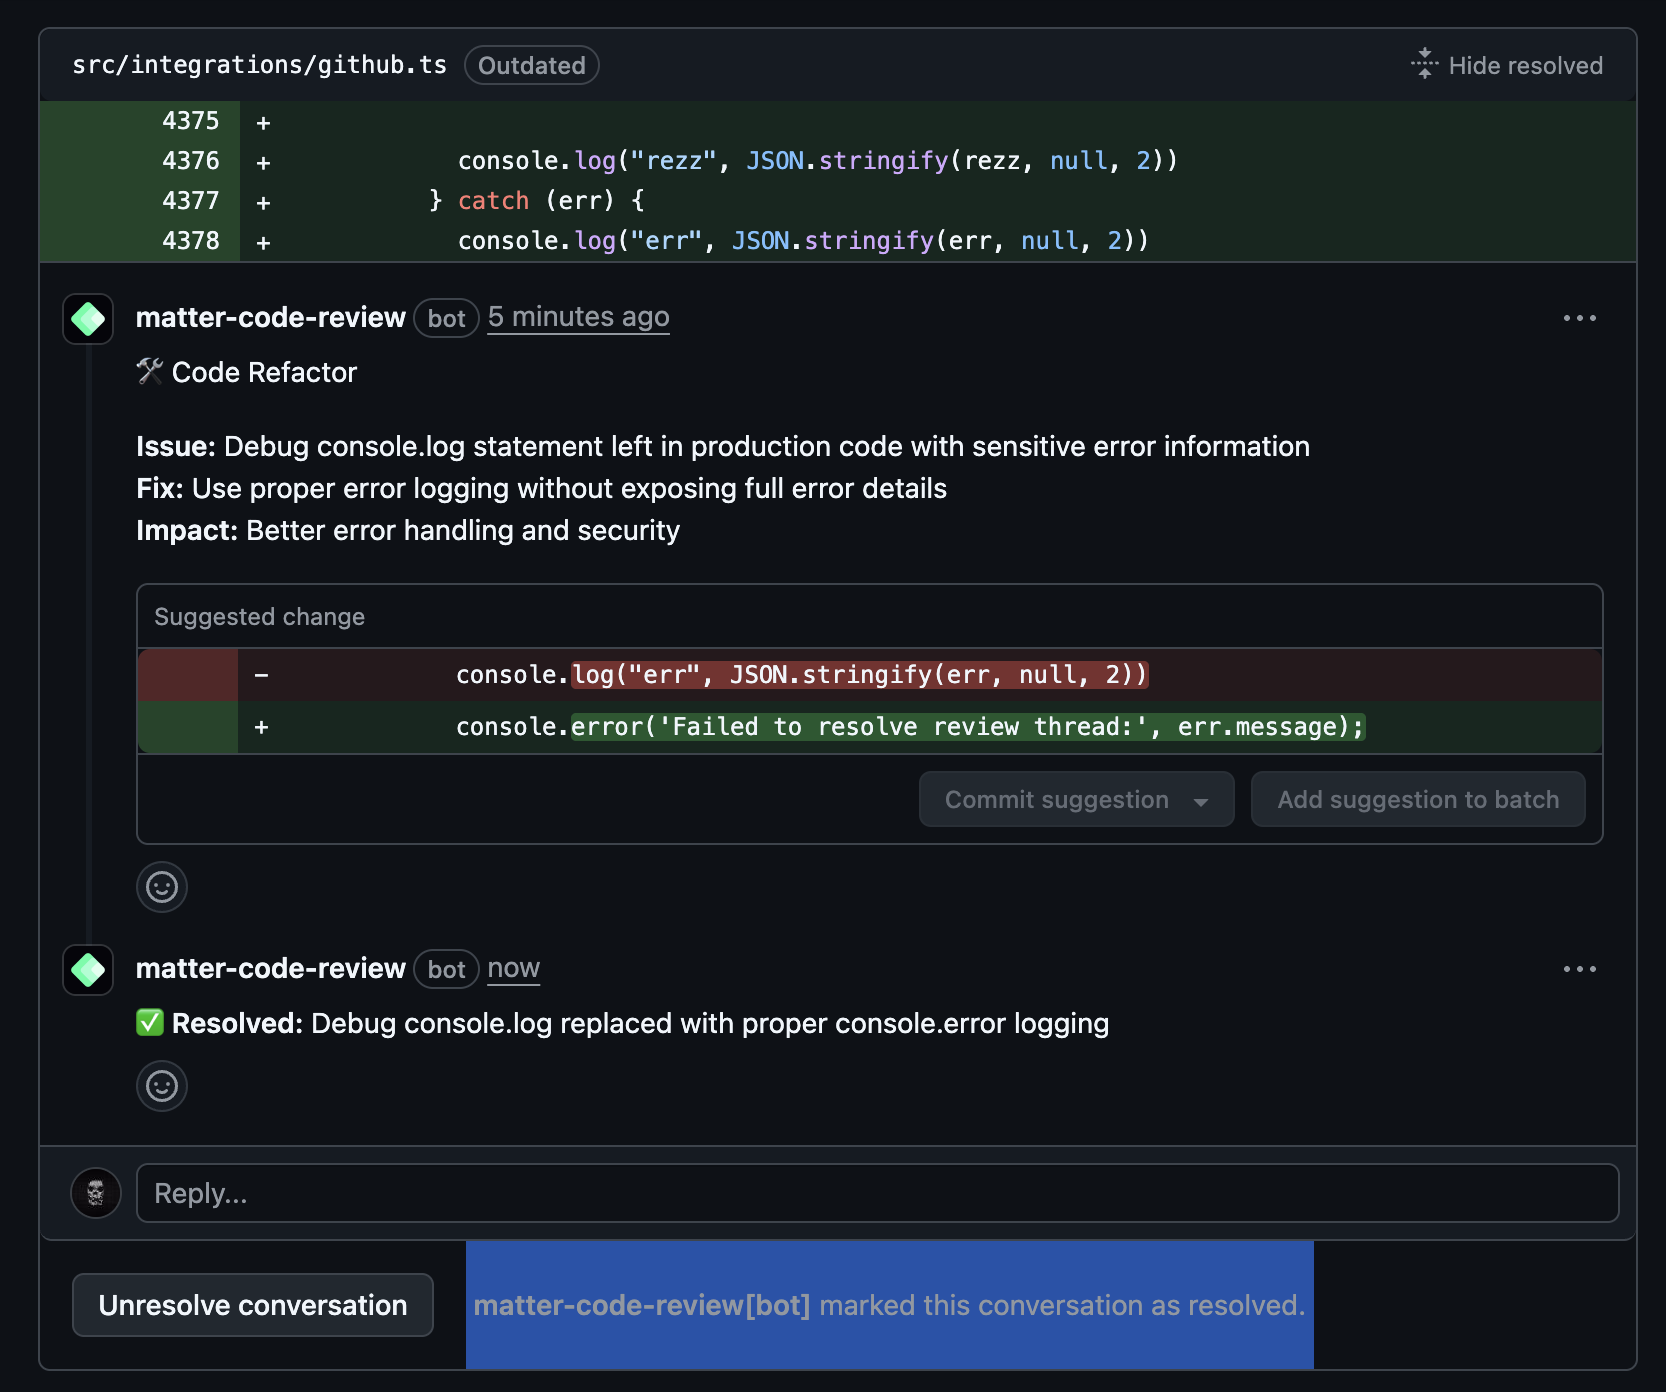 src/integrations/github.ts Outdated Hide resolved
4375 +
4376 + console.log("rezz", JSON.stringify(rezz, null, 2))
4377 + } catch (err) {
4378 + console.log("err", JSON.stringify(err, null, 2))
matter-code-review bot 5 minutes ago
🛠️ Code Refactor
Issue: Debug console.log statement left in production code with sensitive error information
Fix: Use proper error logging without exposing full error details
Impact: Better error handling and security
Suggested change
- console.log("err", JSON.stringify(err, null, 2))
+ console.error('Failed to resolve review thread:', err.message);
Commit suggestion Add suggestion to batch
matter-code-review bot now
✅ Resolved: Debug console.log replaced with proper console.error logging
Reply...
Unresolve conversation matter-code-review[bot] marked this conversation as resolved.